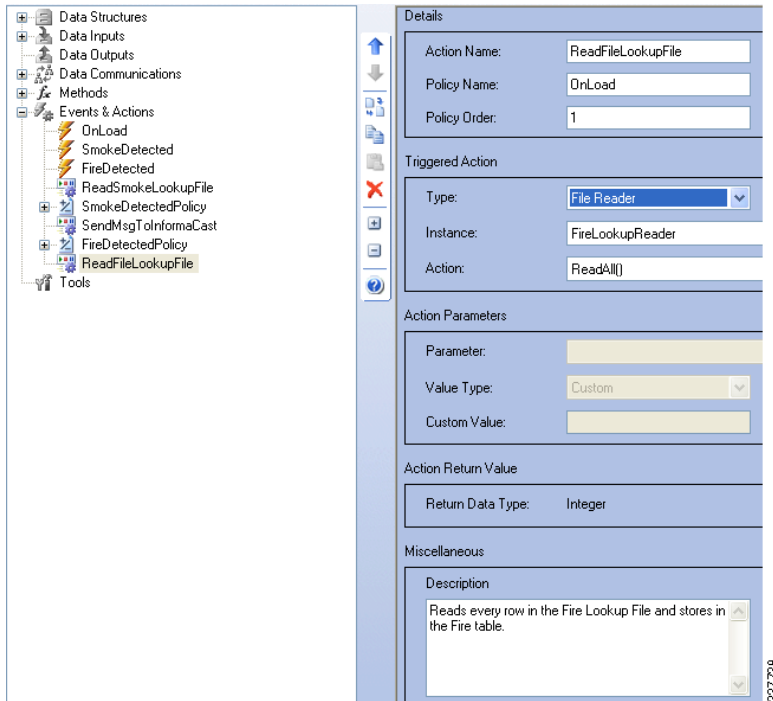 Data Structures
Data Inputs
Data Outputs
Data Communications
fx Methods
Events & Actions
OnLoad
SmokeDetected
FireDetected
ReadSmokeLookupFile
SmokeDetectedPolicy
SendMsgToInformaCast
FireDetectedPolicy
ReadFileLookupFile
Tools
Details
Action Name: ReadFileLookupFile
Policy Name: OnLoad
Policy Order: 1
Triggered Action
Type: File Reader
Instance: FireLookupReader
Action: ReadAll()
Action Parameters
Parameter:
Value Type: Custom
Custom Value:
Action Return Value
Return Data Type: Integer
Miscellaneous
Description
Reads every row in the Fire Lookup File and stores in
the Fire table.